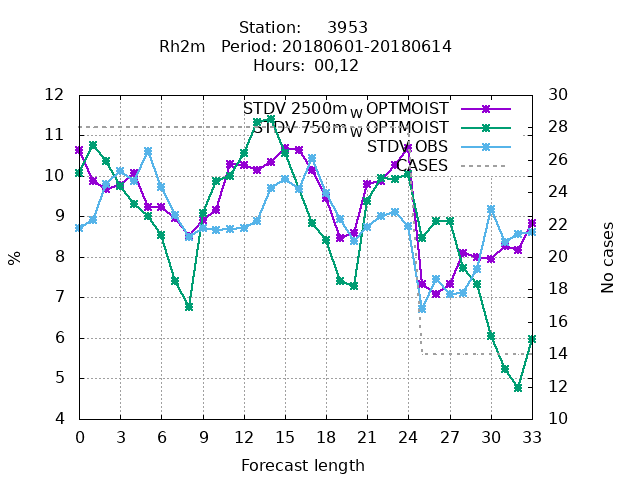 Station: 3953
Rh2m Period: 20180601-20180614
Hours: 00,12
STDV 2500m_W OPTMOIST
STDV 750m_W OPTMOIST
STDV OBS
CASES
12
11
10
9
8
7
6
5
4
%
30
28
26
24
22
20
18
16
14
12
10
No cases
0 3 6 9 12 15 18 21 24 27 30 33
Forecast length